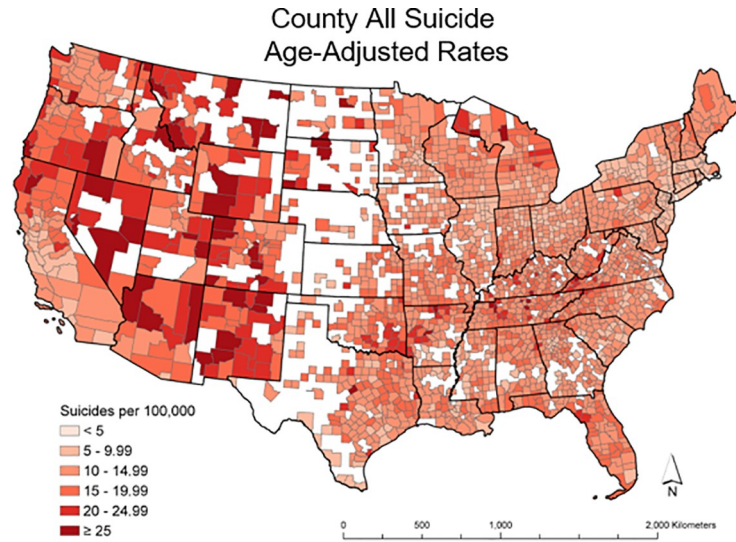 County All Suicide
Age-Adjusted Rates
Suicides per 100,000
< 5
5 - 9.99
10 - 14.99
15 - 19.99
20 - 24.99
≥ 25
N
0 500 1,000 2,000 Kilometers